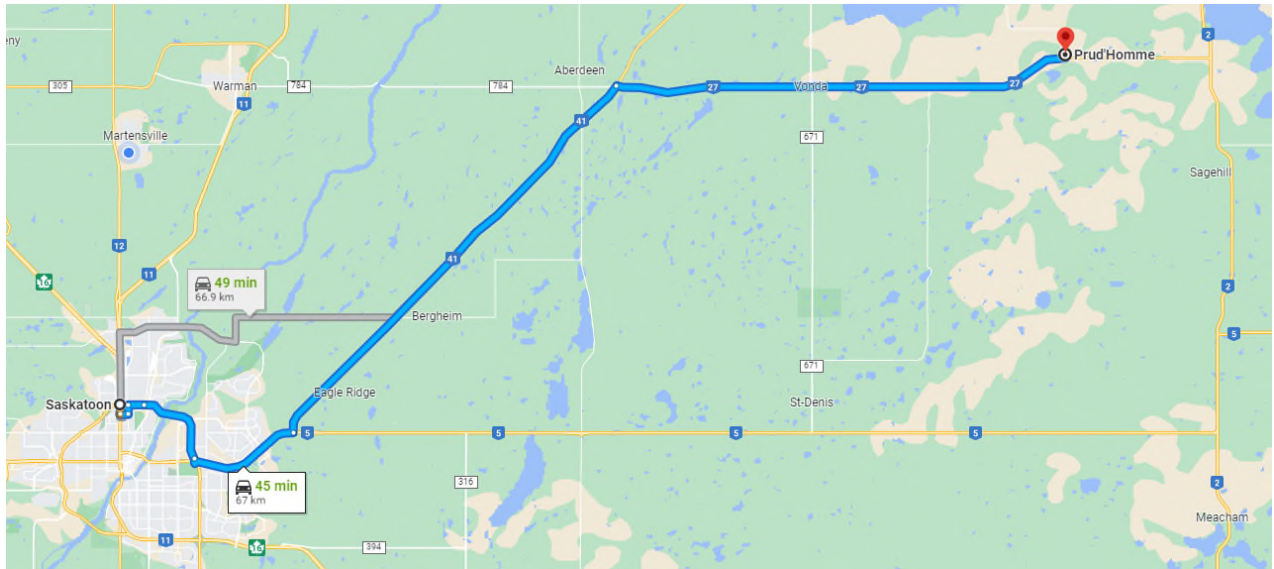 eny
305
Warman
784
11
Martensville
Aberdeen
784
41
27
Vonda
27
27
Prud'Homme
2
671
Sagehill
12
11
16
49 min
66.9 km
41
Bergheim
2
5
671
Eagle Ridge
St-Denis
Saskatoon
5
5
5
5
45 min
67 km
316
2
Meacham
11
16
394